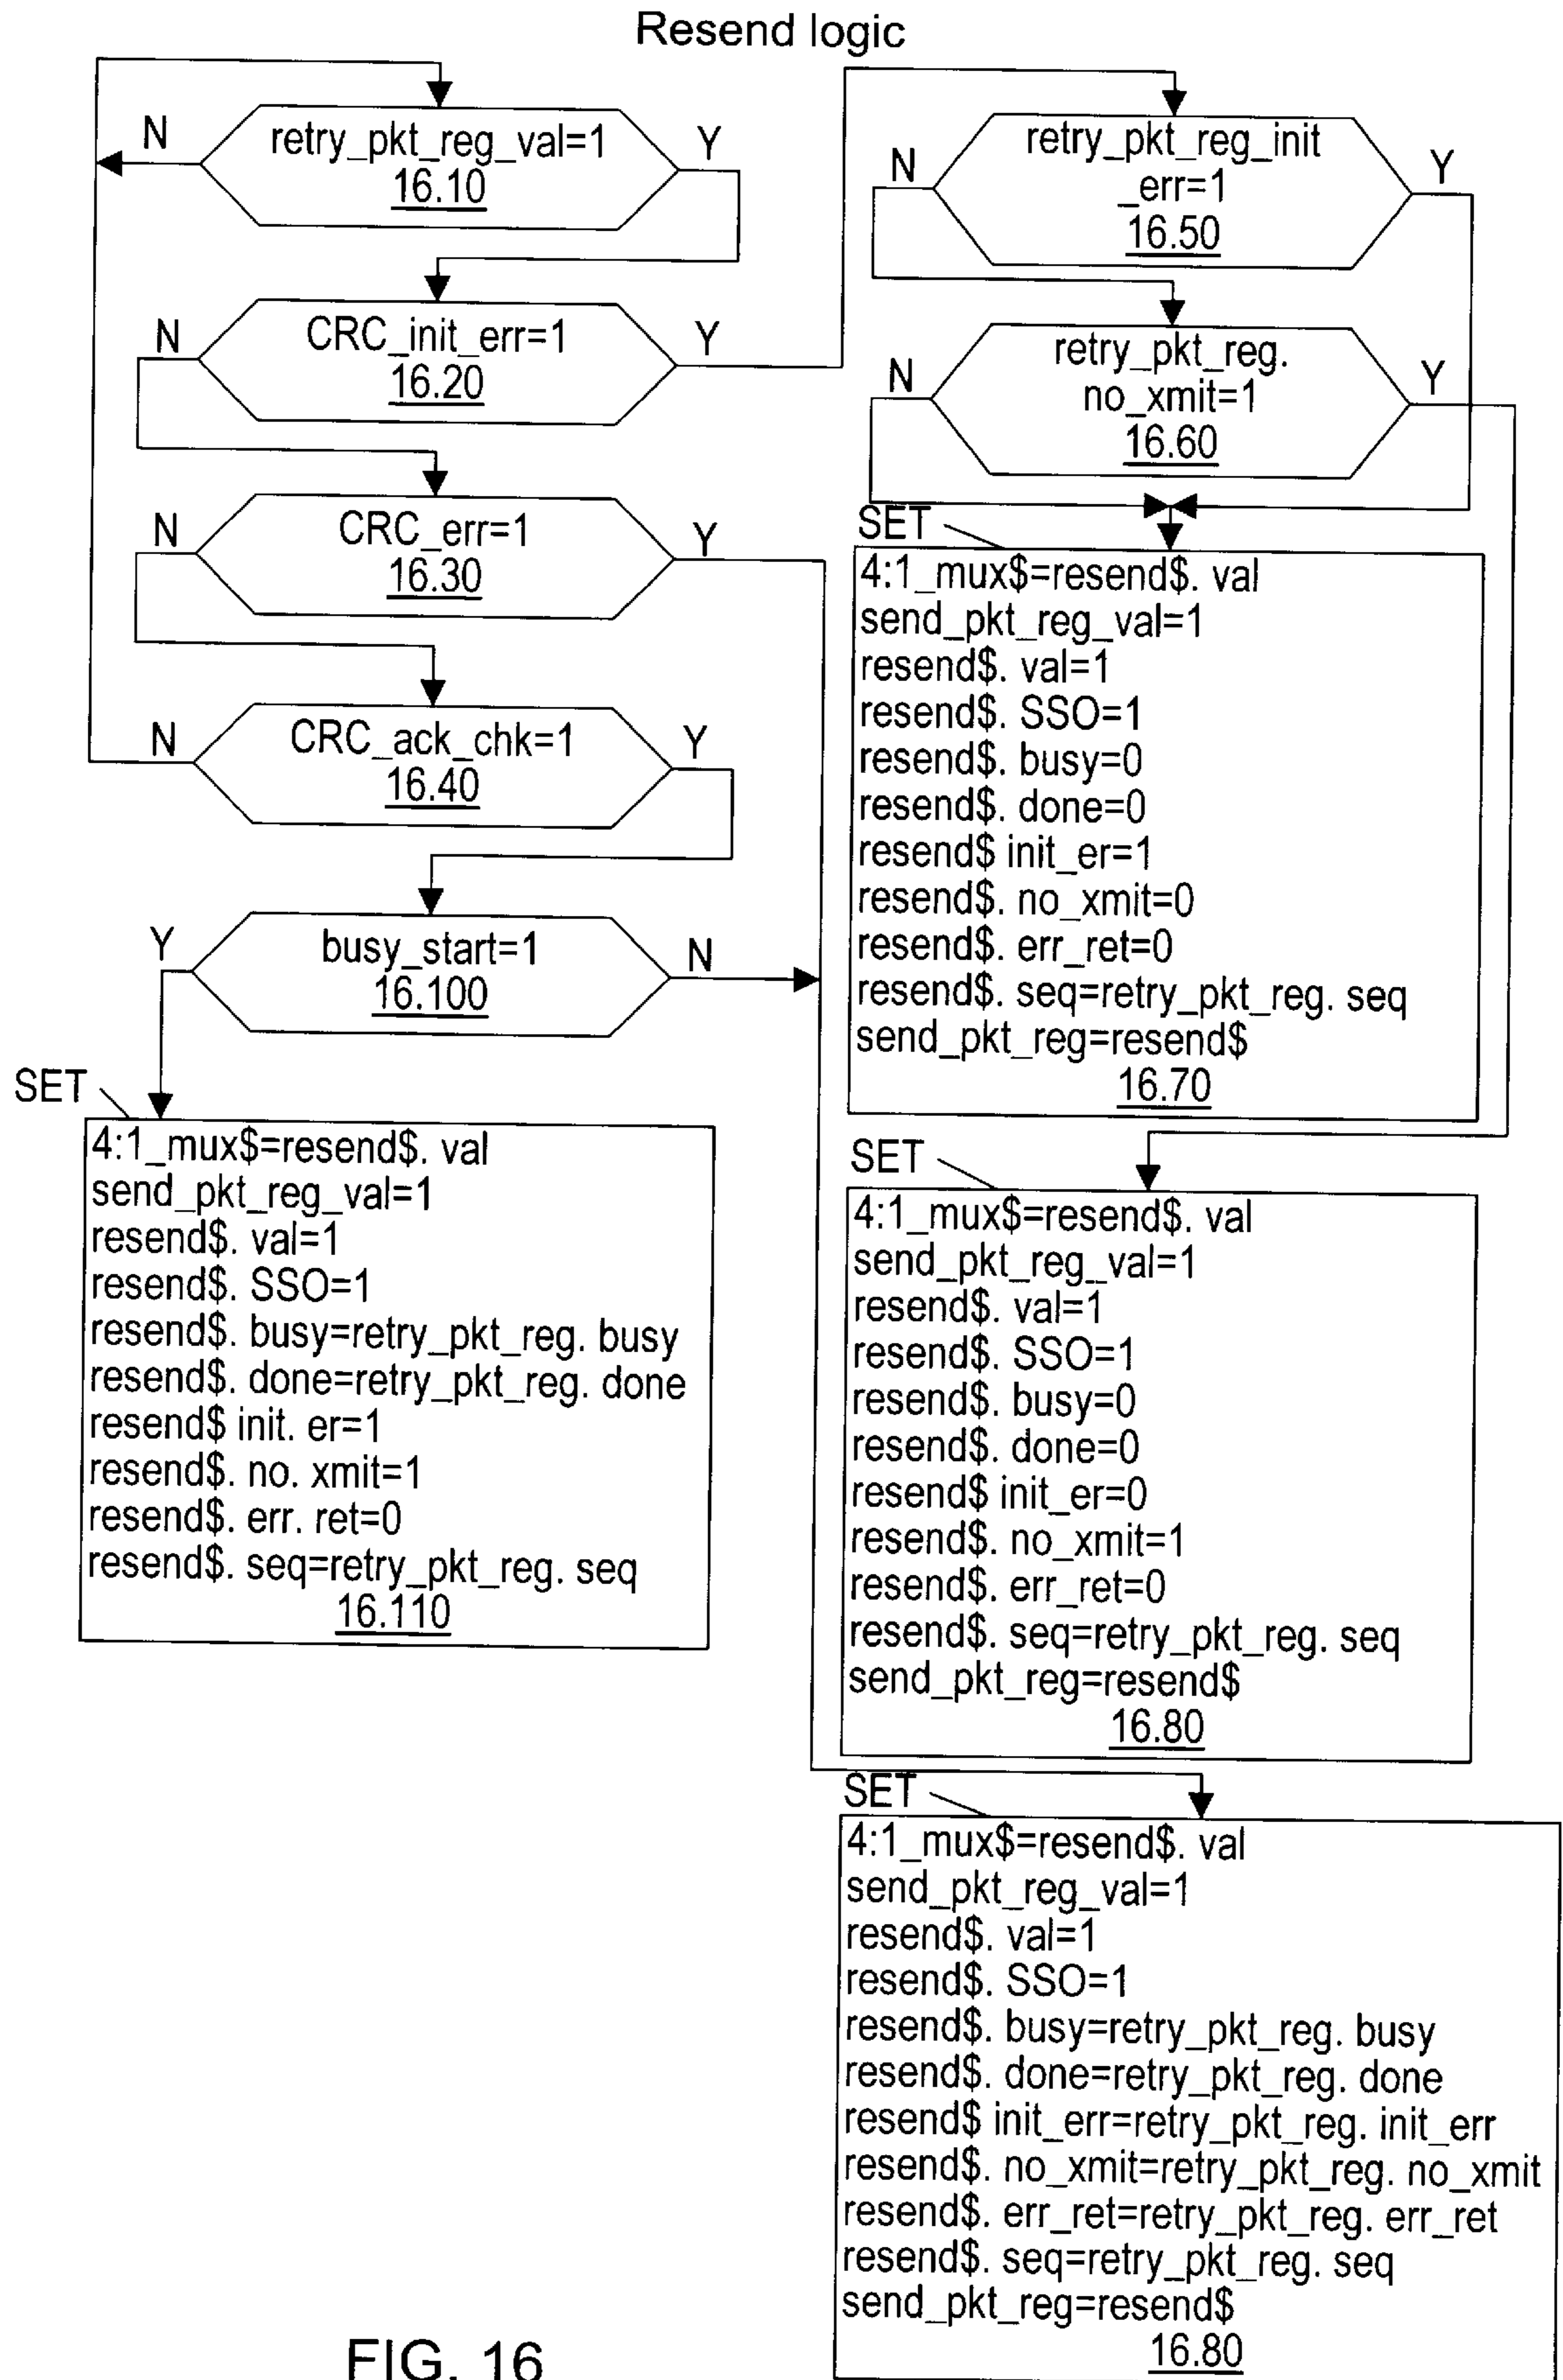 Resend logic
N
retry_pkt_reg_val=1
Y
16.10
N
CRC_init_err=1
Y
16.20
N
CRC_err=1
Y
16.30
N
CRC_ack_chk=1
Y
16.40
Y
busy_start=1
N
16.100
SET
4:1_mux$=resend$. val
send_pkt_reg_val=1
resend$. val=1
resend$. SSO=1
resend$. busy=retry_pkt_reg. busy
resend$. done=retry_pkt_reg. done
resend$ init. er=1
resend$. no. xmit=1
resend$. err. ret=0
resend$. seq=retry_pkt_reg. seq
16.110
retry_pkt_reg_init
N
_err=1
Y
16.50
retry_pkt_reg.
N
no_xmit=1
Y
16.60
SET
4:1_mux$=resend$. val
send_pkt_reg_val=1
resend$. val=1
resend$. SSO=1
resend$. busy=0
resend$. done=0
resend$ init_er=1
resend$. no_xmit=0
resend$. err_ret=0
resend$. seq=retry_pkt_reg. seq
send_pkt_reg=resend$
16.70
SET
4:1_mux$=resend$. val
send_pkt_reg_val=1
resend$. val=1
resend$. SSO=1
resend$. busy=0
resend$. done=0
resend$ init_er=0
resend$. no_xmit=1
resend$. err_ret=0
resend$. seq=retry_pkt_reg. seq
send_pkt_reg=resend$
16.80
SET
4:1_mux$=resend$. val
send_pkt_reg_val=1
resend$. val=1
resend$. SSO=1
resend$. busy=retry_pkt_reg. busy
resend$. done=retry_pkt_reg. done
resend$ init_err=retry_pkt_reg. init_err
resend$. no_xmit=retry_pkt_reg. no_xmit
resend$. err_ret=retry_pkt_reg. err_ret
resend$. seq=retry_pkt_reg. seq
send_pkt_reg=resend$
16.80
FIG. 16